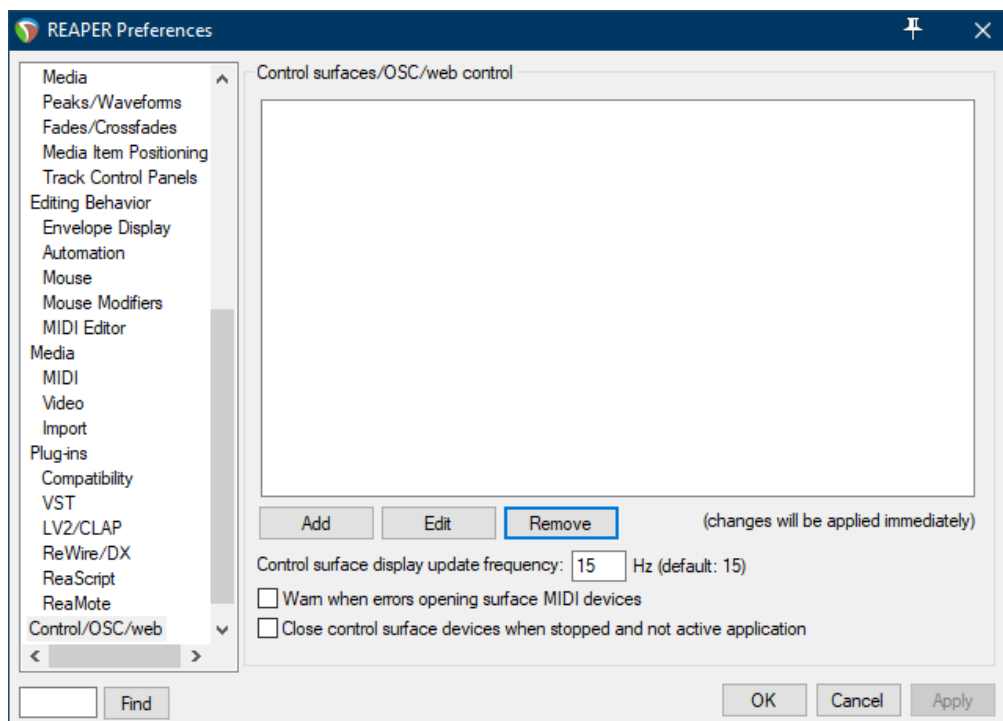 REAPER Preferences
Media
Peaks/Waveforms
Fades/Crossfades
Media Item Positioning
Track Control Panels
Editing Behavior
Envelope Display
Automation
Mouse
Mouse Modifiers
MIDI Editor
Media
MIDI
Video
Import
Plug-ins
Compatibility
VST
LV2/CLAP
ReWire/DX
ReaScript
ReaMote
Control/OSC/web
Find
Control surfaces/OSC/web control
Add Edit Remove (changes will be applied immediately)
Control surface display update frequency: 15 Hz (default: 15)
Warn when errors opening surface MIDI devices
Close control surface devices when stopped and not active application
OK Cancel Apply